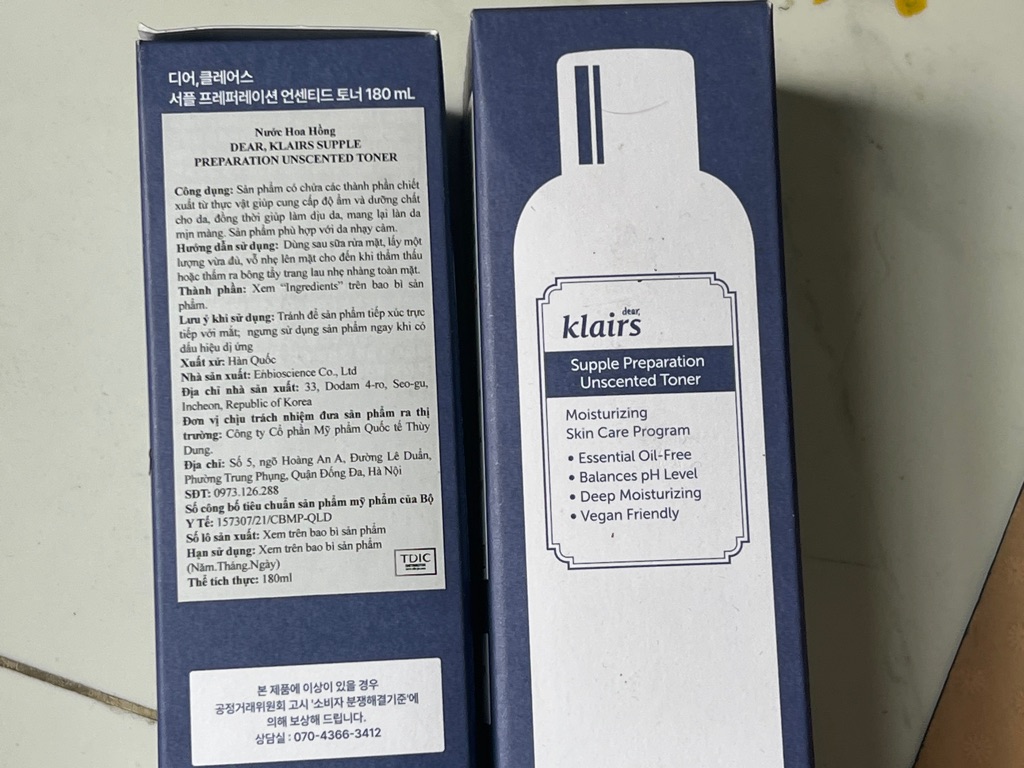 디어, 클레어스
서플 프레퍼레이션 언센티드 토너 180 mL
Nước Hoa Hồng
DEAR, KLAIRS SUPPLE
PREPARATION UNSCENTED TONER
Công dụng: Sản phẩm có chứa các thành phần chiết
xuất từ thực vật giúp cung cấp độ ẩm và dưỡng chất
cho da, đồng thời giúp làm dịu da, mang lại làn da
mịn màng. Sản phẩm phù hợp với da nhạy cảm.
Hướng dẫn sử dụng: Dùng sau sữa rửa mặt, lấy một
lượng vừa đủ, vỗ nhẹ lên mặt cho đến khi thẩm thấu
hoặc thấm ra bông tẩy trang lau nhẹ nhàng toàn mặt.
Thành phần: Xem “Ingredients” trên bao bì sản
phẩm.
Lưu ý khi sử dụng: Tránh để sản phẩm tiếp xúc trực
tiếp với mắt; ngưng sử dụng sản phẩm ngay khi có
dấu hiệu dị ứng
Xuất xứ: Hàn Quốc
Nhà sản xuất: Enbioscience Co., Ltd
Địa chỉ nhà sản xuất: 33, Dodam 4-ro, Seo-gu,
Incheon, Republic of Korea
Đơn vị chịu trách nhiệm đưa sản phẩm ra thị
trường: Công ty Cổ phần Mỹ phẩm Quốc tế Thùy
Dung.
Địa chỉ: Số 5, ngõ Hoàng An A, Đường Lê Duẩn,
Phường Trung Phụng, Quận Đống Đa, Hà Nội
SĐT: 0973.126.288
Số công bố tiêu chuẩn sản phẩm mỹ phẩm của Bộ
Y Tế: 157307/21/CBMP-QLD
Số lô sản xuất: Xem trên bao bì sản phẩm
Hạn sử dụng: Xem trên bao bì sản phẩm
(Năm.Tháng.Ngày)
Thể tích thực: 180ml
TDIC
본 제품에 이상이 있을 경우
공정거래위원회 고시 '소비자 분쟁해결기준'에
의해 보상해 드립니다.
상담실 : 070-4366-3412
dear,
klairs
Supple Preparation
Unscented Toner
Moisturizing
Skin Care Program
• Essential Oil-Free
• Balances pH Level
• Deep Moisturizing
• Vegan Friendly